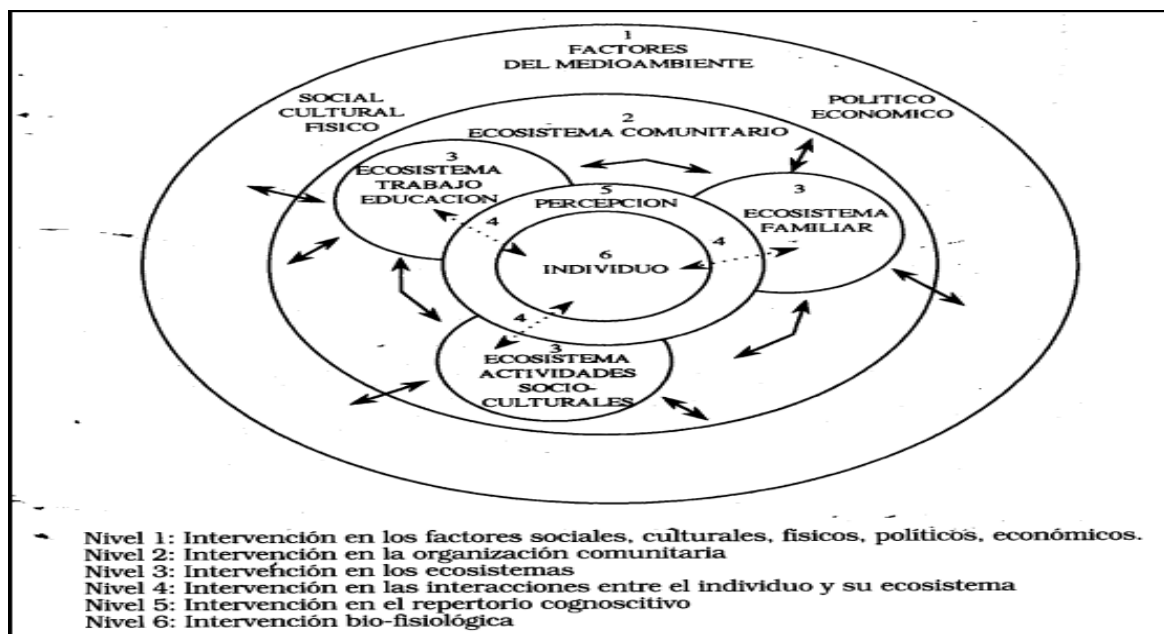 1
FACTORES
DEL MEDIOAMBIENTE
SOCIAL
CULTURAL
FISICO
POLITICO
ECONOMICO
2
ECOSISTEMA COMUNITARIO
3
ECOSISTEMA
TRABAJO
EDUCACION
5
PERCEPCION
3
ECOSISTEMA
FAMILIAR
4
4
6
INDIVIDUO
4
3
ECOSISTEMA
ACTIVIDADES
SOCIO-
CULTURALES
Nivel 1: Intervención en los factores sociales, culturales, físicos, políticos, económicos.
Nivel 2: Intervención en la organización comunitaria
Nivel 3: Intervención en los ecosistemas
Nivel 4: Intervención en las interacciones entre el individuo y su ecosistema
Nivel 5: Intervención en el repertorio cognoscitivo
Nivel 6: Intervención bio-fisiológica